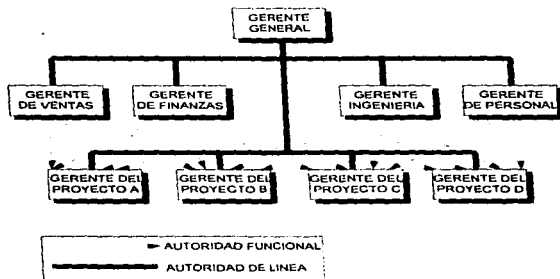 GERENTE
GENERAL
GERENTE
DE VENTAS
GERENTE
DE FINANZAS
GERENTE
INGENIERIA
GERENTE
DE PERSONAL
GERENTE DEL
PROYECTO A
GERENTE DEL
PROYECTO B
GERENTE DEL
PROYECTO C
GERENTE DEL
PROYECTO D
AUTORIDAD FUNCIONAL
AUTORIDAD DE LINEA